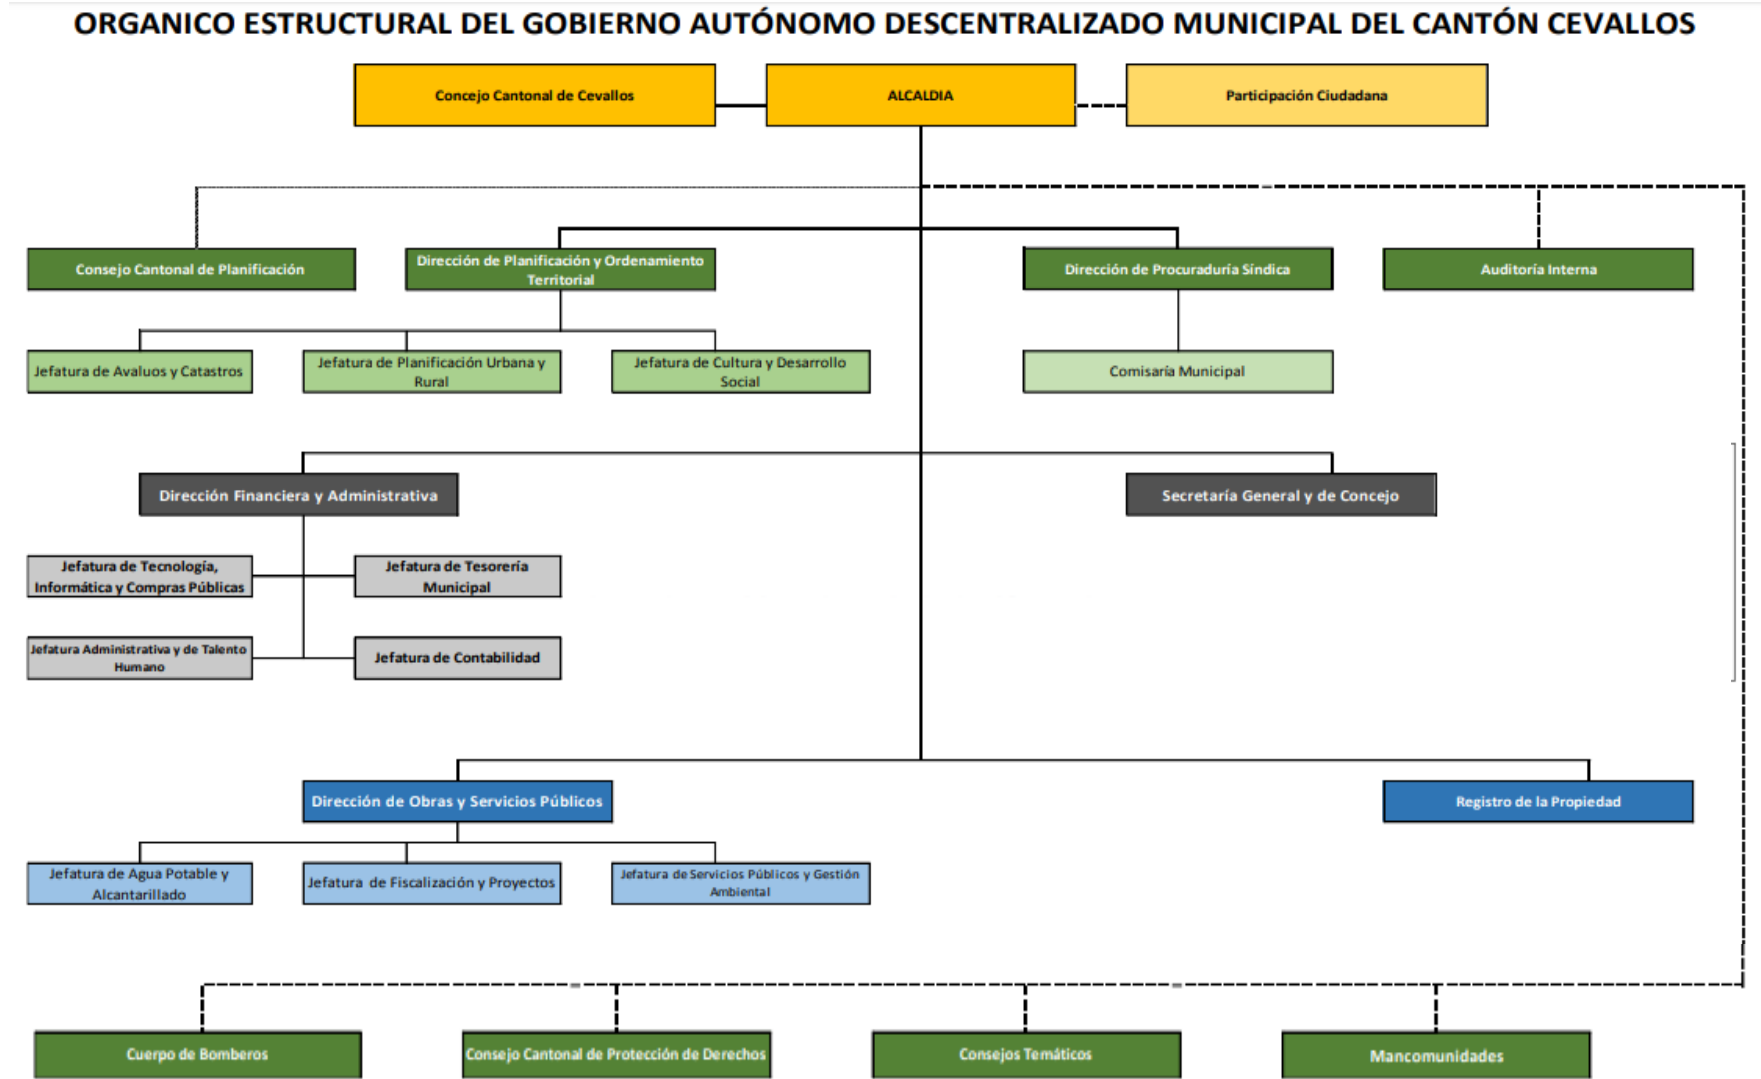 ORGANICO ESTRUCTURAL DEL GOBIERNO AUTÓNOMO DESCENTRALIZADO MUNICIPAL DEL CANTÓN CEVALLOS
Concejo Cantonal de Cevallos
ALCALDIA
Participación Ciudadana
Consejo Cantonal de Planificación
Dirección de Planificación y Ordenamiento
Territorial
Dirección de Procuraduría Síndica
Auditoría Interna
Jefatura de Avaluos y Catastros
Jefatura de Planificación Urbana y
Rural
Jefatura de Cultura y Desarrollo
Social
Comisaría Municipal
Dirección Financiera y Administrativa
Secretaría General y de Concejo
Jefatura de Tecnología,
Informática y Compras Públicas
Jefatura de Tesorería
Municipal
Jefatura Administrativa y de Talento
Humano
Jefatura de Contabilidad
Dirección de Obras y Servicios Públicos
Registro de la Propiedad
Jefatura de Agua Potable y
Alcantarillado
Jefatura de Fiscalización y Proyectos
Jefatura de Servicios Públicos y Gestión
Ambiental
Cuerpo de Bomberos
Consejo Cantonal de Protección de Derechos
Consejos Temáticos
Mancomunidades